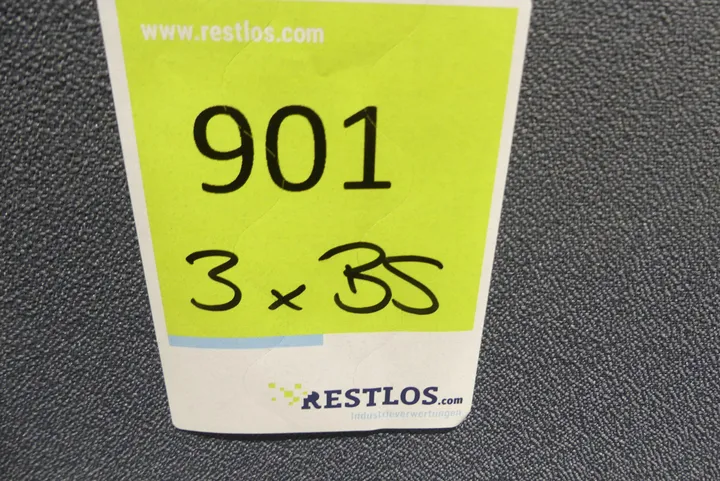 www.restlos.com
901
3 x BS
RESTLOS.com
Industrieverwertungen